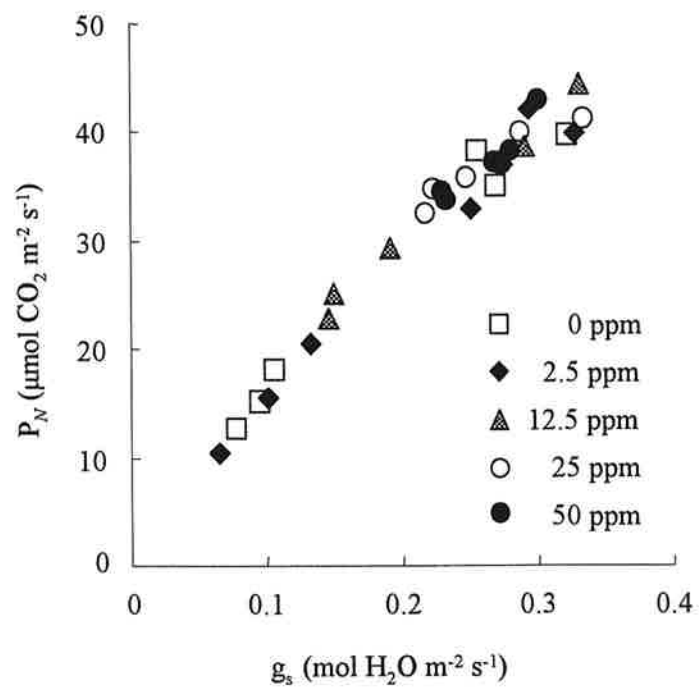 50
40
30
20
10
0
P_N (μmol CO₂ m⁻² s⁻¹)
0 ppm
2.5 ppm
12.5 ppm
25 ppm
50 ppm
0 0.1 0.2 0.3 0.4
gₛ (mol H₂O m⁻² s⁻¹)